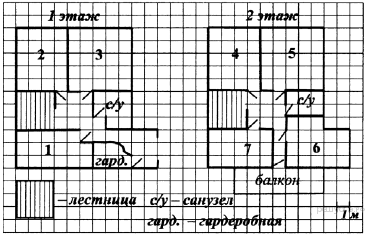 1 этаж 2 этаж
2 3 4 5
с/у с/у
1 гард. 7 6
балкон
– лестница с/у – санузел
гард. – гардеробная
1 м